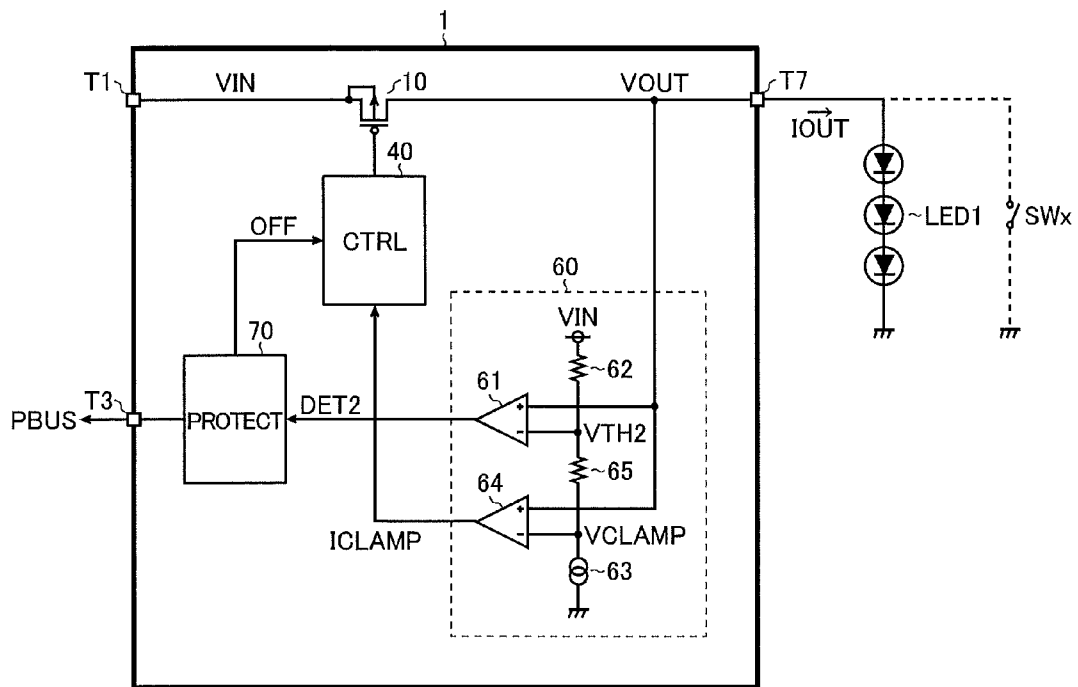 1
T1
VIN
10
VOUT
T7
IOUT
40
CTRL
OFF
LED1
SWx
60
VIN
62
70
61
T3
PBUS
PROTECT
DET2
VTH2
65
64
ICLAMP
VCLAMP
63